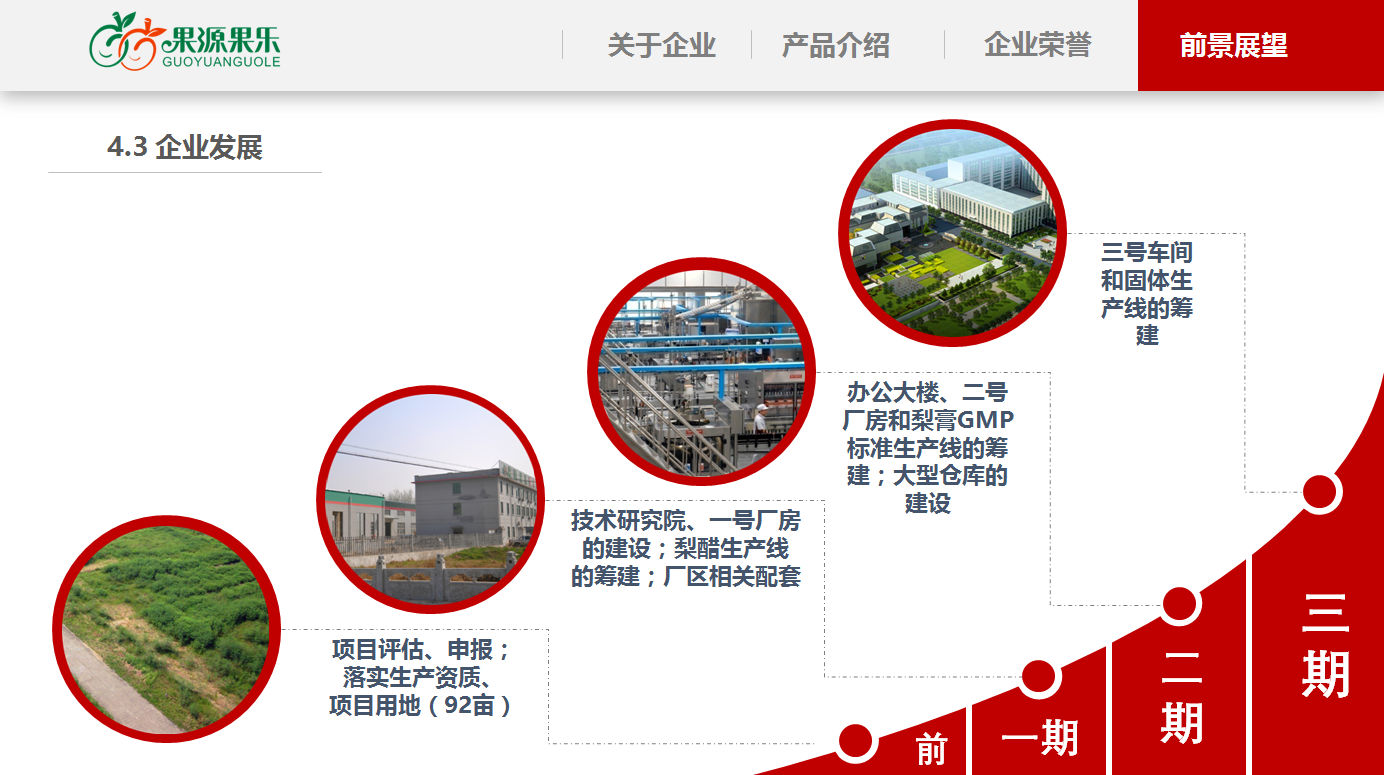 果源果乐
GUOYUANGUOLE
关于企业
产品介绍
企业荣誉
前景展望
4.3 企业发展
三号车间
和固体生
产线的筹
建
办公大楼、二号
厂房和梨膏GMP
标准生产线的筹
建；大型仓库的
建设
技术研究院、一号厂房
的建设；梨醋生产线
的筹建；厂区相关配套
项目评估、申报；
落实生产资质、
项目用地（92亩）
前
一期
二
期
三
期